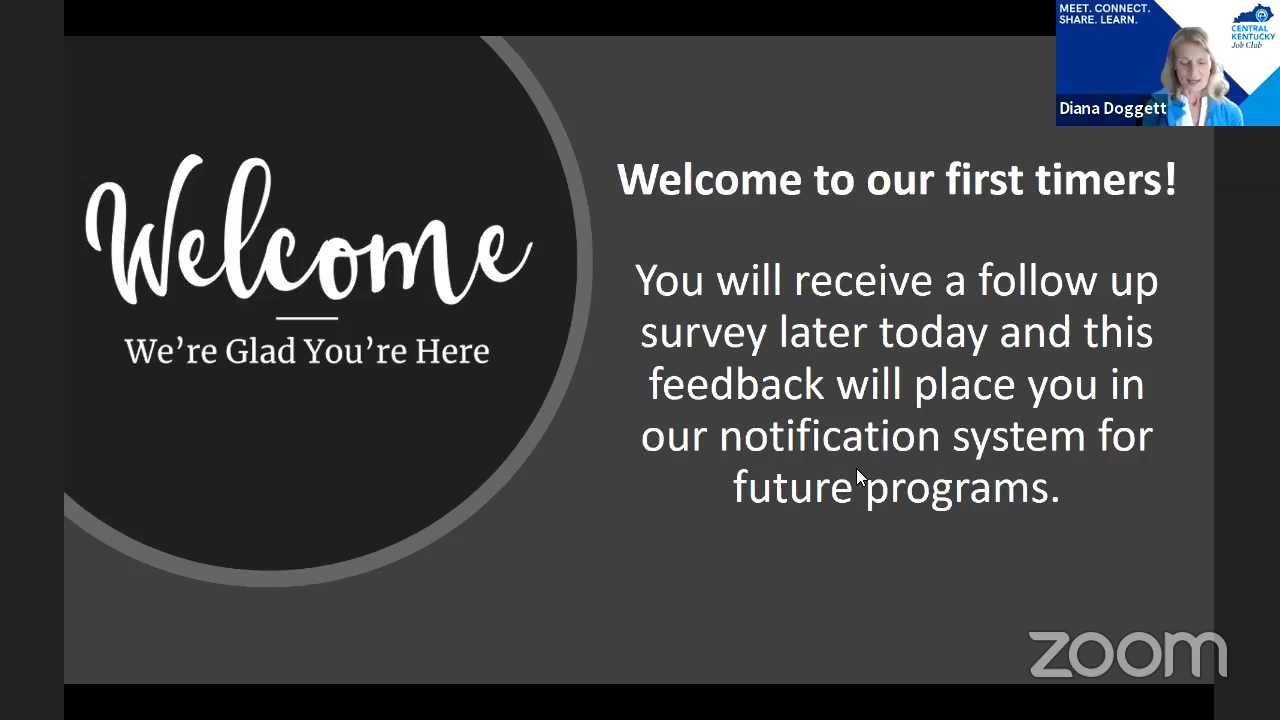 MEET. CONNECT.
SHARE. LEARN.
CENTRAL
KENTUCKY
Job Club
Diana Doggett
Welcome
We're Glad You're Here
Welcome to our first timers!
You will receive a follow up
survey later today and this
feedback will place you in
our notification system for
future programs.
zoom